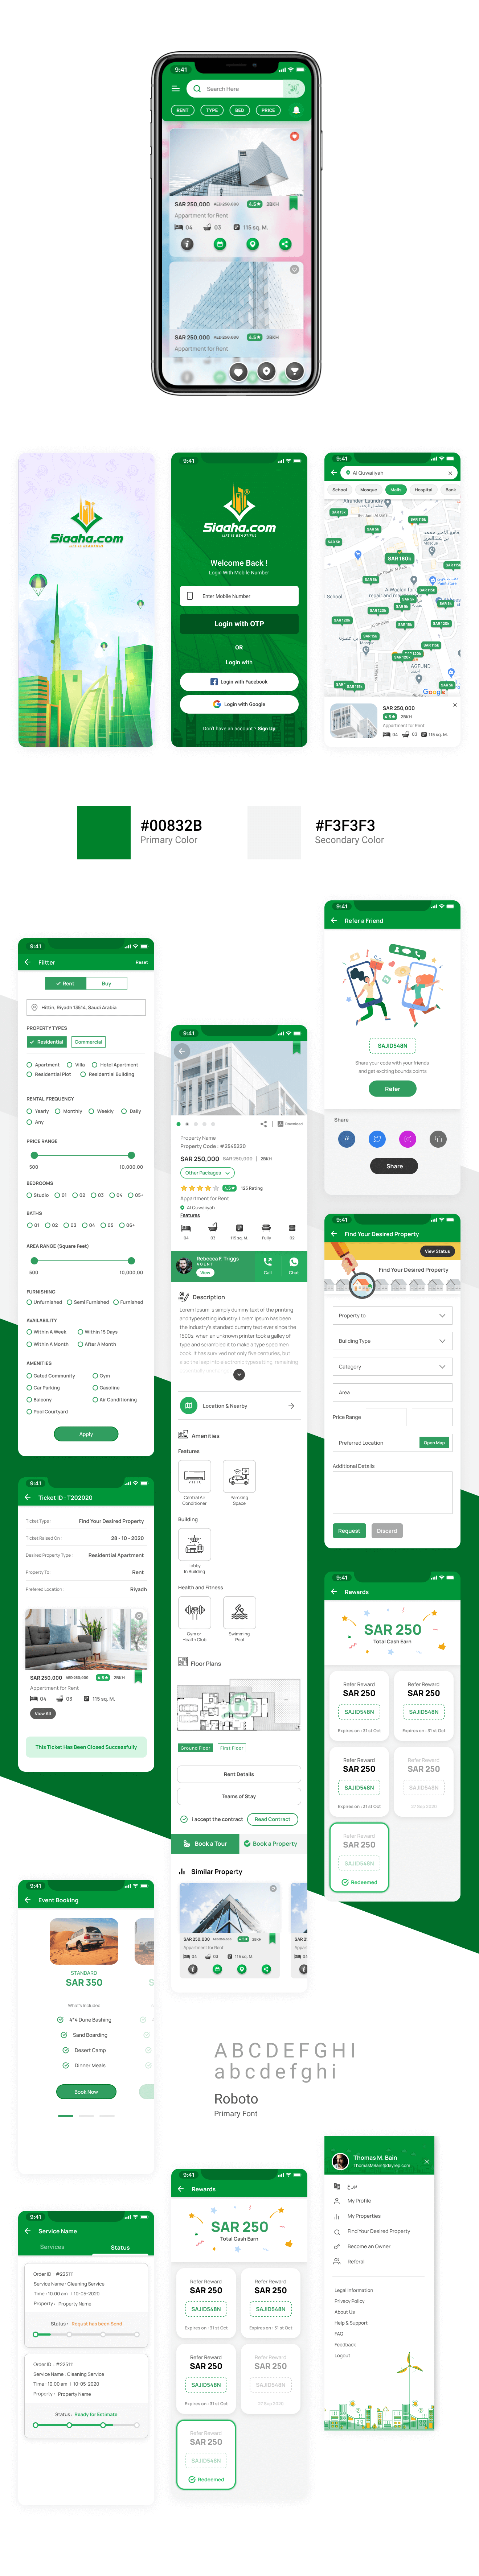 9:41
Search Here
RENT
TYPE
BED
PRICE
SAR 250,000
AED 260,000
4.5
2BKH
Appartment for Rent
04
03
115 sq. M.
SAR 250,000
AED 260,000
4.5
2BKH
Appartment for Rent
Siaaha.com
LIFE IS BEAUTIFUL
9:41
Siaaha.com
LIFE IS BEAUTIFUL
Welcome Back !
Login With Mobile Number
Enter Mobile Number
Login with OTP
OR
Login with
Login with Facebook
Login with Google
Don't have an account ? Sign Up
9:41
Al Quwaiiyah
School
Mosque
Malls
Hospital
Bank
SAR 180k
AGFUND
Google
SAR 250,000
4.5
2BKH
Appartment for Rent
04
03
115 sq. M.
#00832B
Primary Color
#F3F3F3
Secondary Color
9:41
Filtter
Reset
Rent
Buy
Hittin, Riyadh 13514, Saudi Arabia
PROPERTY TYPES
Residential
Commercial
Apartment
Villa
Hotel Apartment
Residential Plot
Residential Building
RENTAL FREQUENCY
Yearly
Monthly
Weekly
Daily
Any
PRICE RANGE
500
10,000.00
BEDROOMS
Studio
01
02
03
04
05+
BATHS
01
02
03
04
05
06+
AREA RANGE (Square Feet)
500
10,000.00
FURNISHING
Unfurnished
Semi Furnished
Furnished
AVAILABILITY
Within A Week
Within 15 Days
Within A Month
After A Month
AMENITIES
Gated Community
Gym
Car Parking
Gasoline
Balcony
Air Conditioning
Pool Courtyard
Apply
9:41
Ticket ID : T202020
Ticket Type :
Find Your Desired Property
Ticket Raised On :
28 - 10 - 2020
Desired Property Type :
Residential Apartment
Property To :
Rent
Prefered Location :
Riyadh
SAR 250,000
AED 260,000
4.5
2BKH
Appartment for Rent
04
03
115 sq. M.
View All
This Ticket Has Been Closed Successfully
9:41
Event Booking
STANDARD
SAR 350
What's included
4*4 Dune Bashing
Sand Boarding
Desert Camp
Dinner Meals
Book Now
9:41
Service Name
Services
Status
Order ID : #225111
Service Name : Cleaning Service
Time : 10.00 am | 10-05-2020
Property : Property Name
Status : Requst has been Send
Order ID : #225111
Service Name : Cleaning Service
Time : 10.00 am | 10-05-2020
Property : Property Name
Status : Ready for Estimate
9:41
Download
Property Name
Property Code : #2545220
SAR 250,000
SAR 250,000
2BKH
Other Packages
4.5
125 Rating
Appartment for Rent
Al Quwaiiyah
Features
04
03
115 sq. M.
Fully
02
Rebecca F. Triggs
AGENT
View
Call
Chat
Description
Lorem Ipsum is simply dummy text of the printing
and typesetting industry. Lorem Ipsum has been
the industry's standard dummy text ever since the
1500s, when an unknown printer took a galley of
type and scrambled it to make a type specimen
book. It has survived not only five centuries, but
also the leap into electronic typesetting, remaining
Location & Nearby
Amenities
Features
Central Air
Conditioner
Parcking
Space
Building
Lobby
in Building
Health and Fitness
Gym or
Health Club
Swimming
Pool
Floor Plans
Ground Floor
First Floor
Rent Details
Teams of Stay
i accept the contract
Read Contract
Book a Tour
Book a Property
Similar Property
SAR 250,000
4.5
2BKH
Appartment for Rent
04
03
115 sq. M.
9:41
Refer a Friend
SAJID548N
Share your code with your friends
and get exciting bounds points
Refer
Share
Share
9:41
Find Your Desired Property
View Status
Find Your Desired Property
Property to
Building Type
Category
Area
Price Range
Preferred Location
Open Map
Additional Details
Request
Discard
9:41
Rewards
SAR 250
Total Cash Earn
Refer Reward
SAR 250
SAJID548N
Expires on : 31 st Oct
Refer Reward
SAR 250
SAJID548N
Expires on : 31 st Oct
Refer Reward
SAR 250
SAJID548N
Expires on : 31 st Oct
Refer Reward
SAR 250
SAJID548N
27 Sep 2020
Refer Reward
SAR 250
SAJID548N
Redeemed
ABCDEFGHI
abcdefghi
Roboto
Primary Font
9:41
Rewards
SAR 250
Total Cash Earn
Refer Reward
SAR 250
SAJID548N
Expires on : 31 st Oct
Refer Reward
SAR 250
SAJID548N
Expires on : 31 st Oct
Refer Reward
SAR 250
SAJID548N
Expires on : 31 st Oct
Refer Reward
SAR 250
SAJID548N
27 Sep 2020
Refer Reward
SAR 250
SAJID548N
Redeemed
Thomas M. Bain
My Profile
My Properties
Find Your Desired Property
Become an Owner
Referal
Legal Information
Privacy Policy
About Us
Help & Support
FAQ
Feedback
Logout